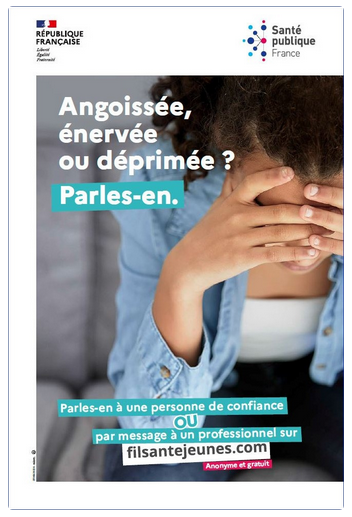 RÉPUBLIQUE
FRANÇAISE
Liberté
Égalité
Fraternité
Santé
publique
France
Angoissée,
énervée
ou déprimée ?
Parles-en.
Parles-en à une personne de confiance
OU
par message à un professionnel sur
filsantejeunes.com
Anonyme et gratuit